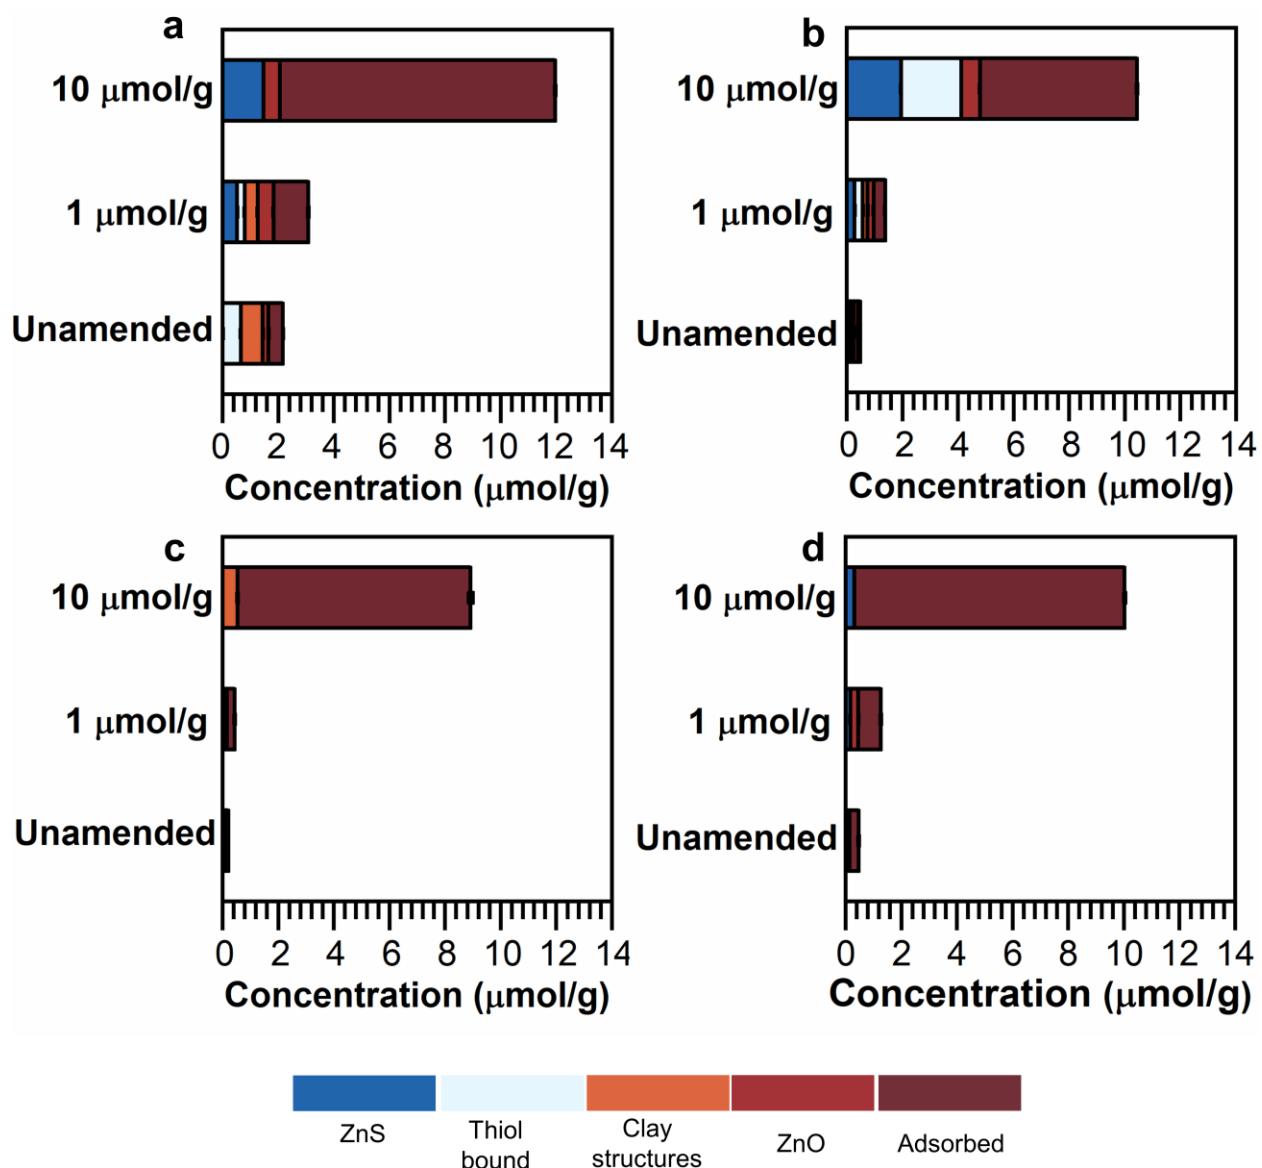 a
10 μmol/g
1 μmol/g
Unamended
0 2 4 6 8 10 12 14
Concentration (μmol/g)
b
10 μmol/g
1 μmol/g
Unamended
0 2 4 6 8 10 12 14
Concentration (μmol/g)
c
10 μmol/g
1 μmol/g
Unamended
0 2 4 6 8 10 12 14
Concentration (μmol/g)
d
10 μmol/g
1 μmol/g
Unamended
0 2 4 6 8 10 12 14
Concentration (μmol/g)
ZnS
Thiol
bound
Clay
structures
ZnO
Adsorbed